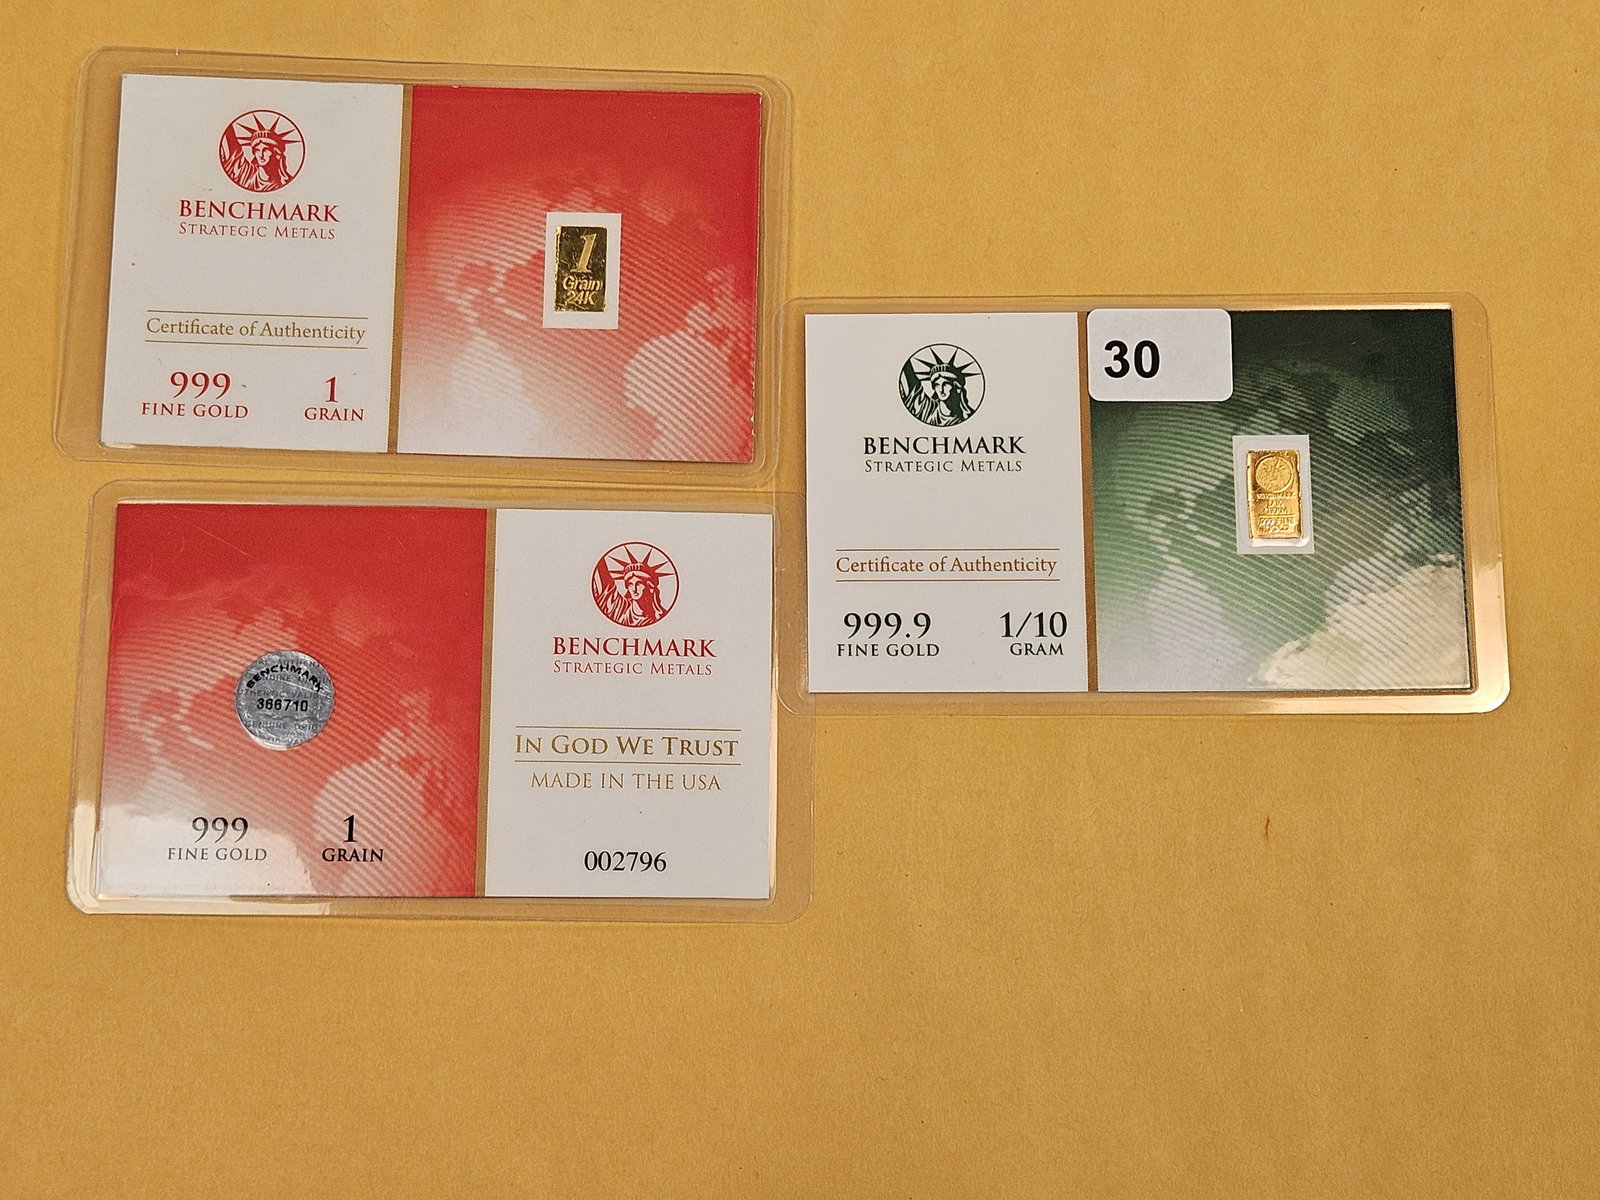 BENCHMARK
STRATEGIC METALS
Certificate of Authenticity
999
FINE GOLD
1
GRAIN
1
Grain
24K
BENCHMARK
366710
999
FINE GOLD
1
GRAIN
BENCHMARK
STRATEGIC METALS
IN GOD WE TRUST
MADE IN THE USA
002796
BENCHMARK
STRATEGIC METALS
Certificate of Authenticity
999.9
FINE GOLD
1/10
GRAM
30
BENCHMARK